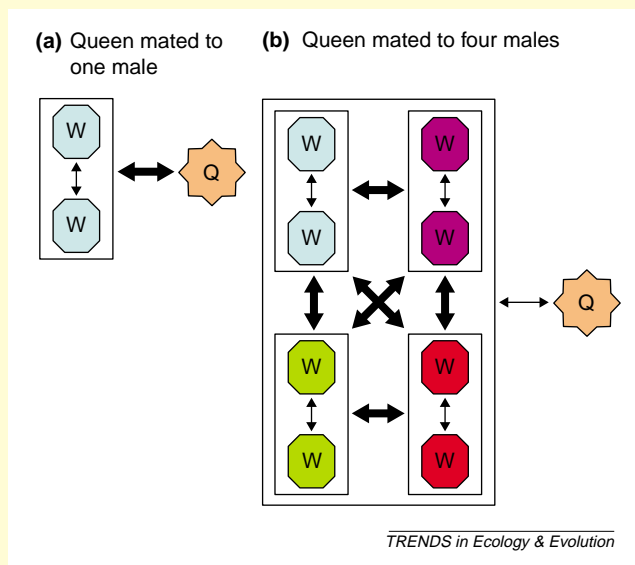 (a) Queen mated to
one male
(b) Queen mated to four males
W
W
Q
W
W
W
W
Q
W
W
W
W
TRENDS in Ecology & Evolution